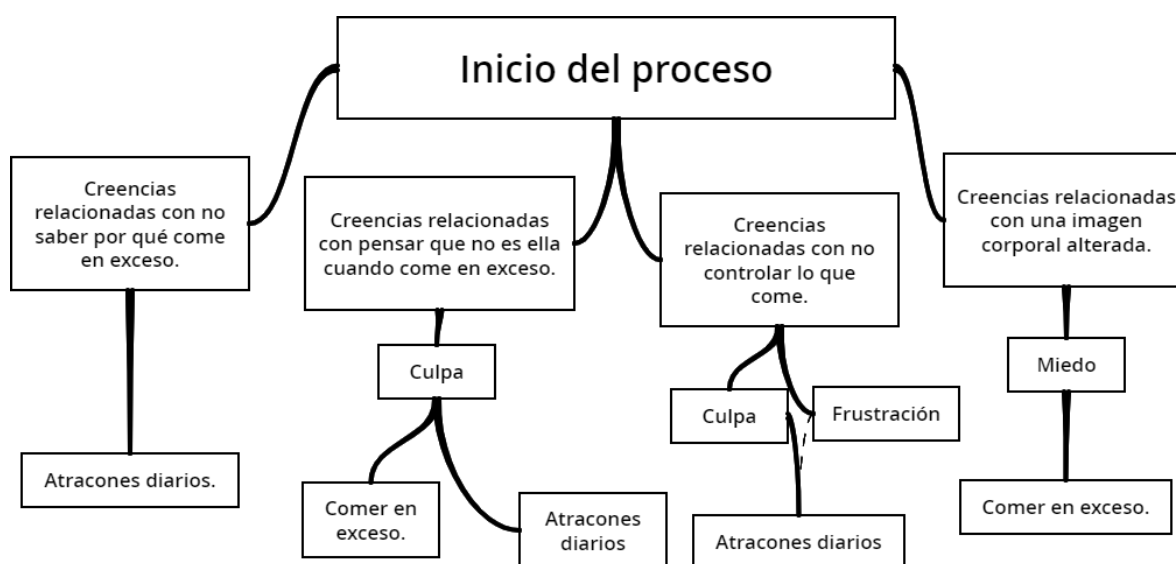 Inicio del proceso
Creencias
relacionadas con no
saber por qué come
en exceso.
Creencias relacionadas
con pensar que no es ella
cuando come en exceso.
Creencias
relacionadas con no
controlar lo que
come.
Creencias relacionadas
con una imagen
corporal alterada.
Culpa
Culpa
Frustración
Miedo
Atracones diarios.
Comer en
exceso.
Atracones
diarios
Atracones diarios
Comer en exceso.